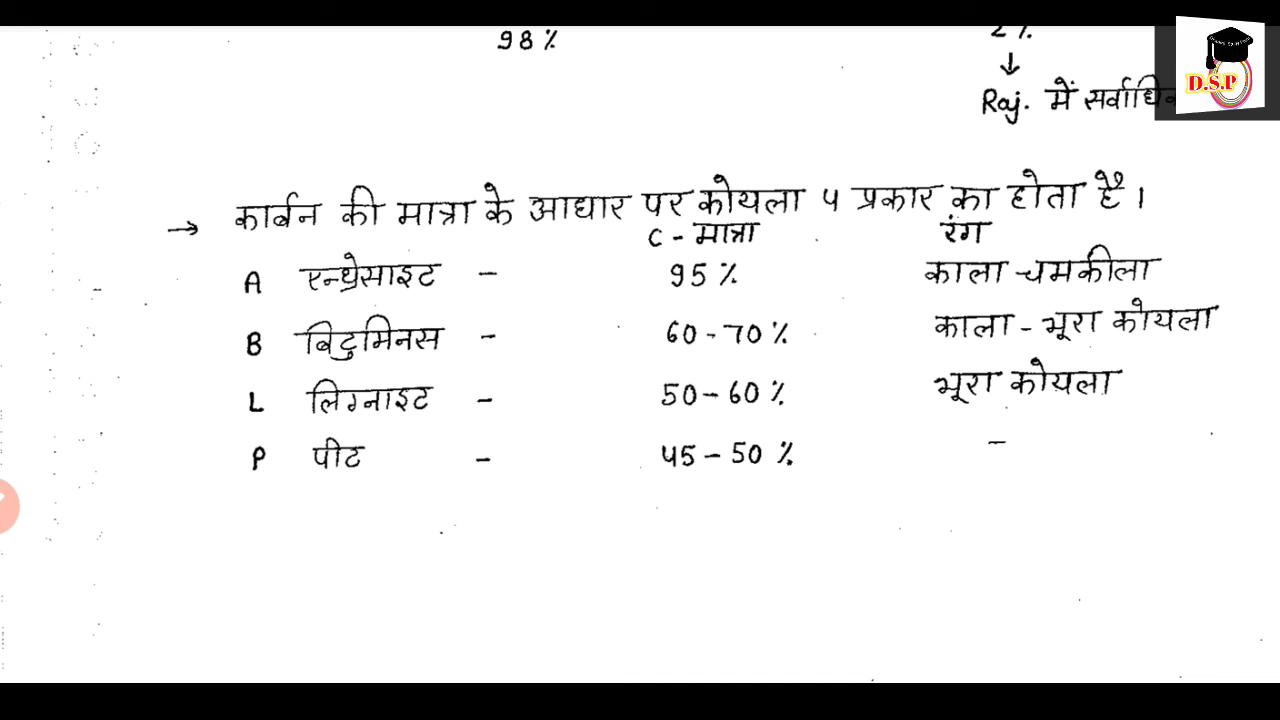 98 %
2 %
↓
Raj. में
D.S.P
→ कार्बन की मात्रा के आधार पर कोयला 4 प्रकार का होता है।
C - मात्रा रंग
A एन्थ्रेसाइट - 95 % काला चमकीला
B बिटुमिनस - 60 - 70 % काला - भूरा कोयला
L लिग्नाइट - 50 - 60 % भूरा कोयला
P पीट - 45 - 50 % -